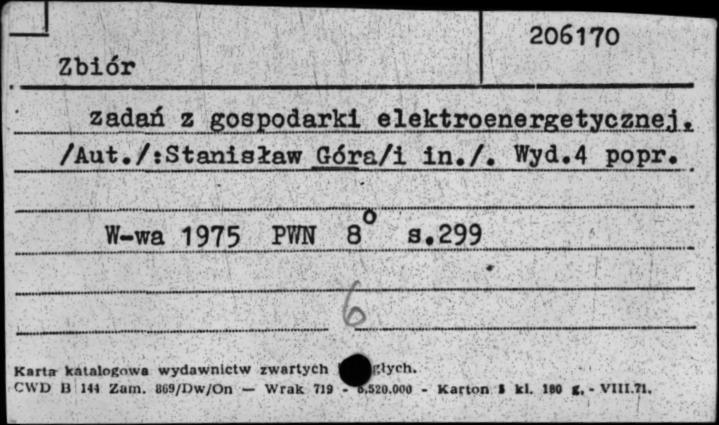 206170
Zbiór
zadań z gospodarki elektroenergetycznej.
/Aut./:Stanisław Góra/i in./. Wyd.4 popr.
W-wa 1975 PWN 8° s.299
6
Karta katalogowa wydawnictw zwartych głych.
CWD B 144 Zam. 869/Dw/On — Wrak 719 - 6.520.000 - Karton kl. 180 g. - VIII.71.